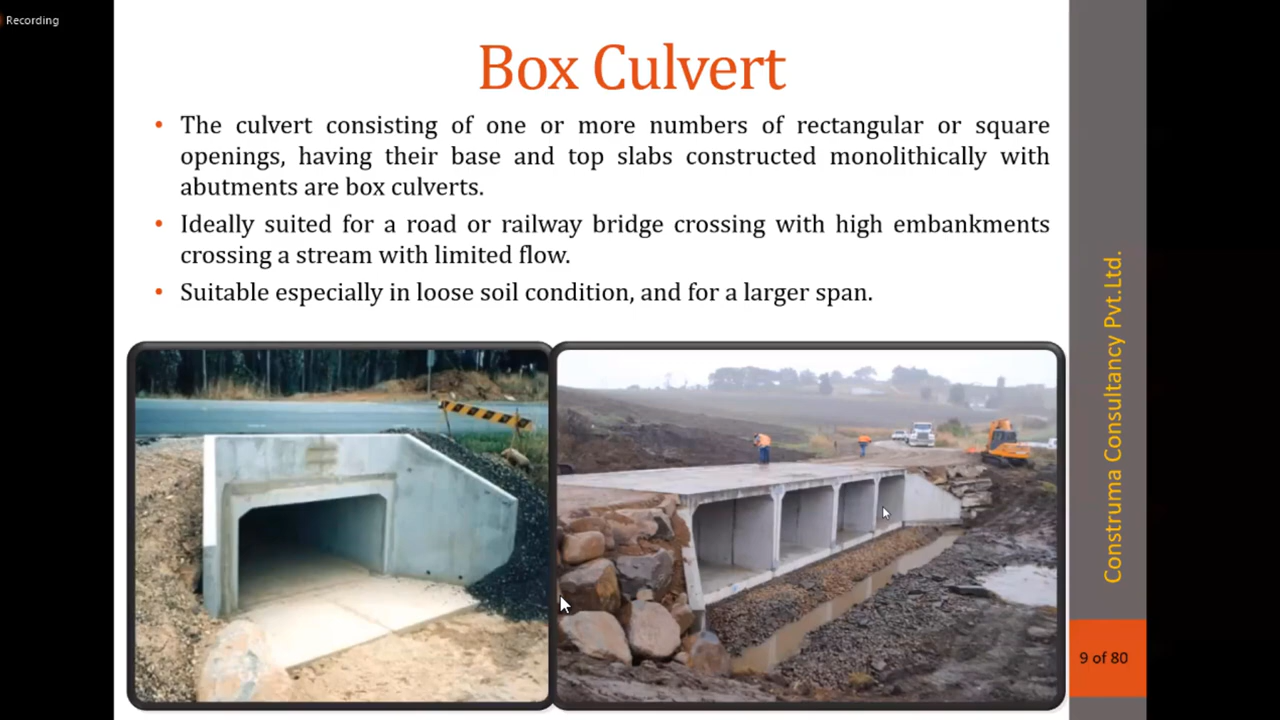 Recording
Box Culvert
• The culvert consisting of one or more numbers of rectangular or square
openings, having their base and top slabs constructed monolithically with
abutments are box culverts.
• Ideally suited for a road or railway bridge crossing with high embankments
crossing a stream with limited flow.
• Suitable especially in loose soil condition, and for a larger span.
Construma Consultancy Pvt.Ltd.
9 of 80